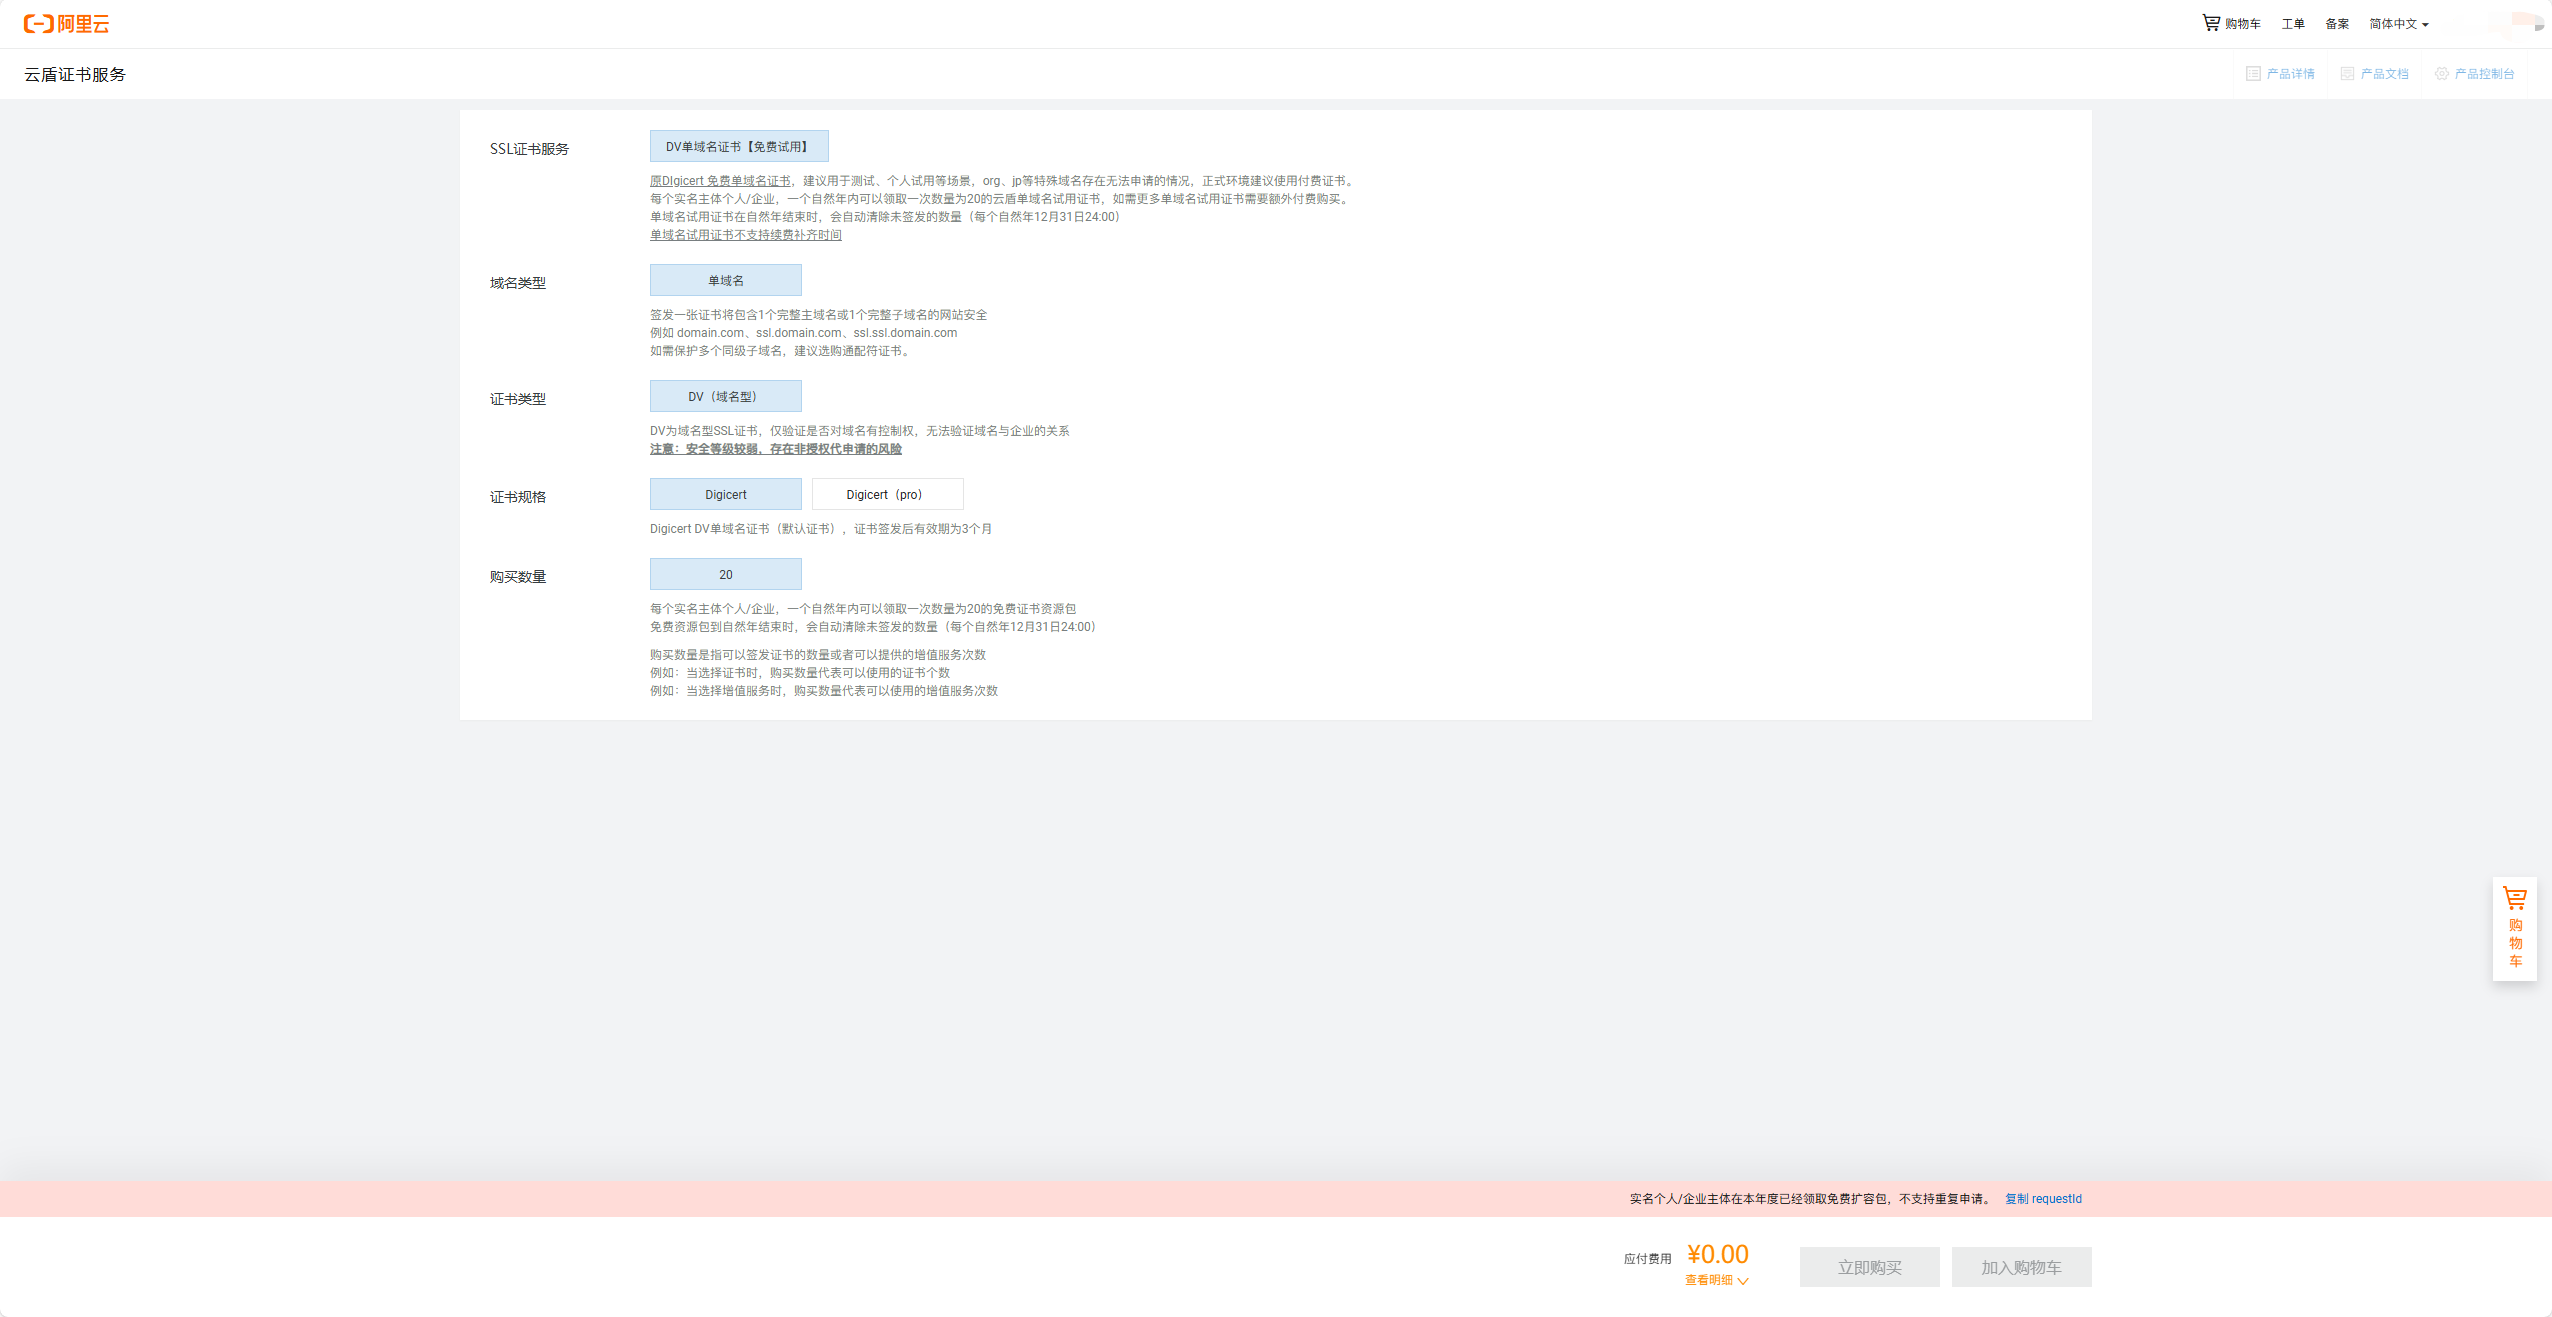 阿里云
购物车 工单 备案 简体中文
云盾证书服务
产品详情 产品文档 产品控制台
SSL证书服务
DV单域名证书【免费试用】
原DIgicert 免费单域名证书，建议用于测试、个人试用等场景，org、jp等特殊域名存在无法申请的情况，正式环境建议使用付费证书。
每个实名主体个人/企业，一个自然年内可以领取一次数量为20的云盾单域名试用证书，如需更多单域名试用证书需要额外付费购买。
单域名试用证书在自然年结束时，会自动清除未签发的数量（每个自然年12月31日24:00）
单域名试用证书不支持续费补齐时间
域名类型
单域名
签发一张证书将包含1个完整主域名或1个完整子域名的网站安全
例如 domain.com、ssl.domain.com、ssl.ssl.domain.com
如需保护多个同级子域名，建议选购通配符证书。
证书类型
DV（域名型）
DV为域名型SSL证书，仅验证是否对域名有控制权，无法验证域名与企业的关系
注意：安全等级较弱，存在非授权代申请的风险
证书规格
Digicert Digicert（pro）
Digicert DV单域名证书（默认证书），证书签发后有效期为3个月
购买数量
20
每个实名主体个人/企业，一个自然年内可以领取一次数量为20的免费证书资源包
免费资源包到自然年结束时，会自动清除未签发的数量（每个自然年12月31日24:00）
购买数量是指可以签发证书的数量或者可以提供的增值服务次数
例如：当选择证书时，购买数量代表可以使用的证书个数
例如：当选择增值服务时，购买数量代表可以使用的增值服务次数
购
物
车
实名个人/企业主体在本年度已经领取免费扩容包，不支持重复申请。 复制 requestId
应付费用 ¥0.00
查看明细
立即购买 加入购物车